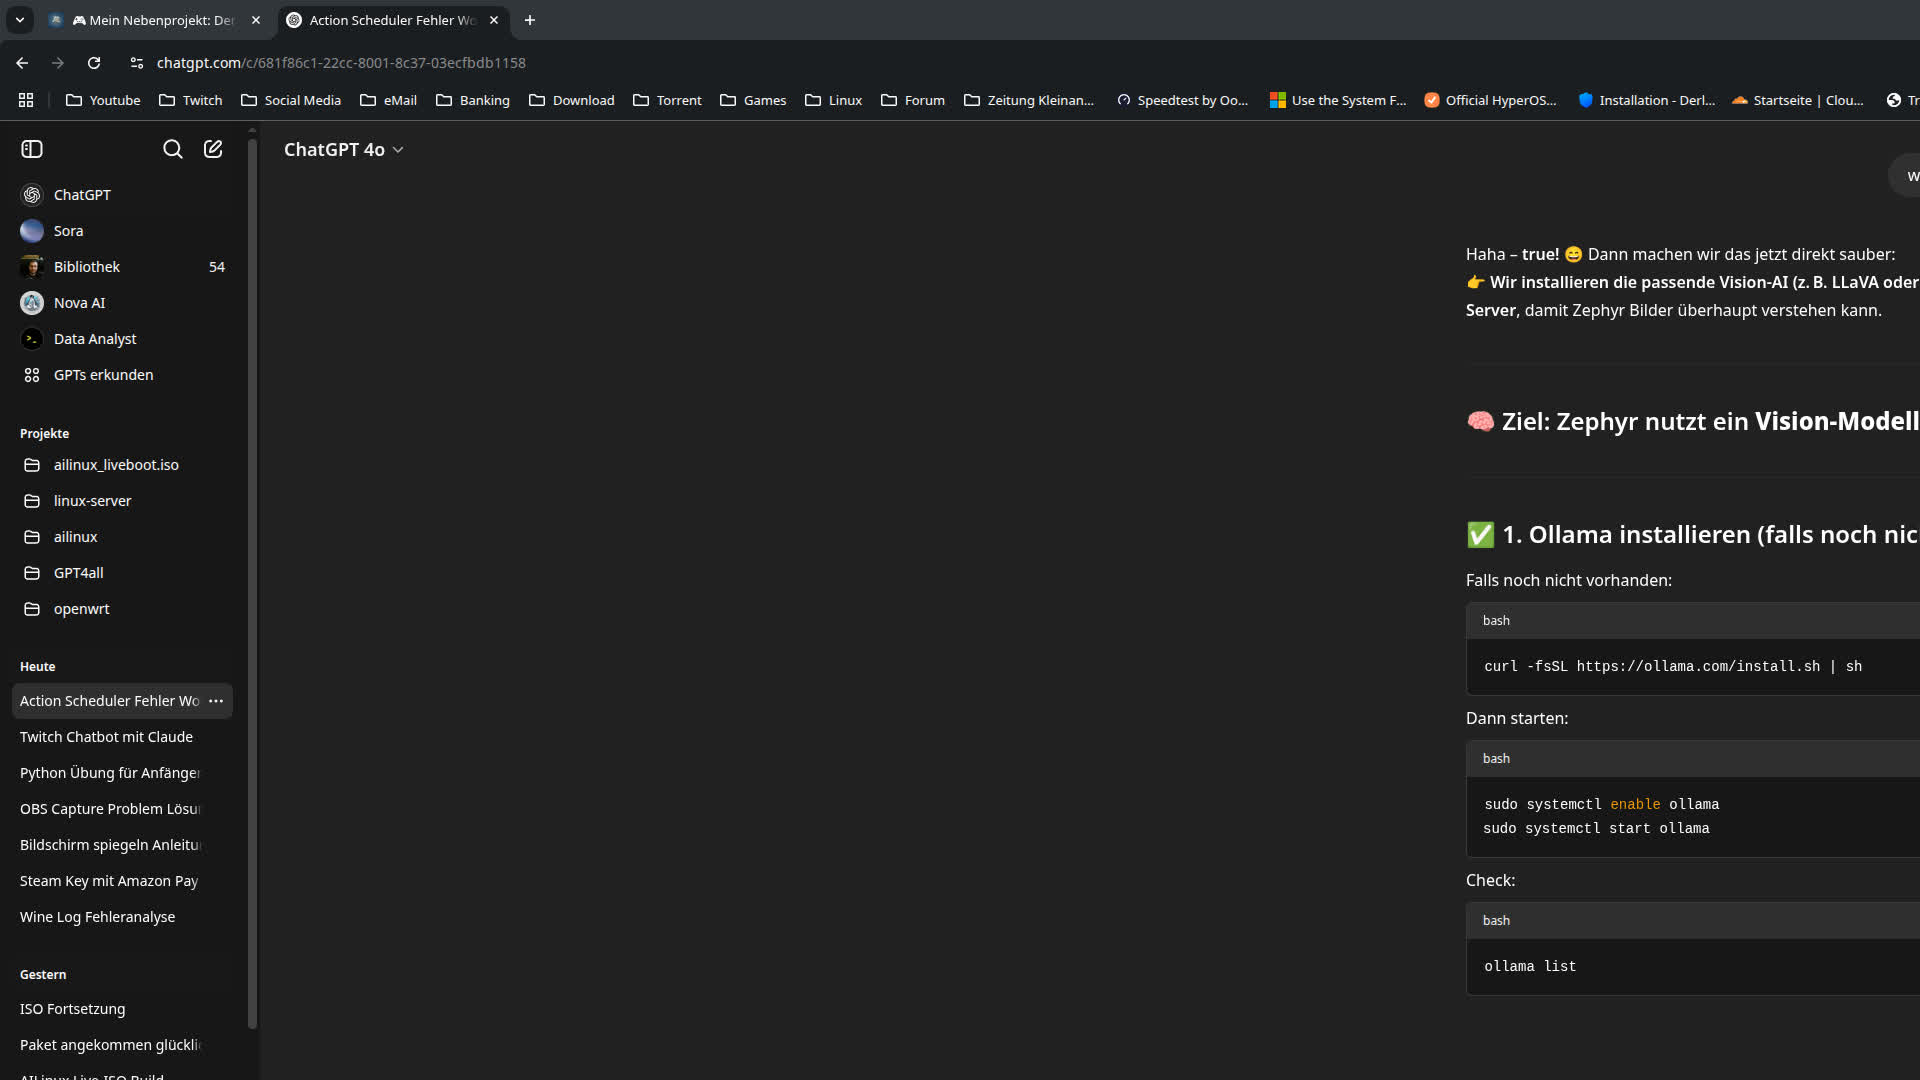 🎮 Mein Nebenprojekt: Der
Action Scheduler Fehler Wo
chatgpt.com/c/681f86c1-22cc-8001-8c37-03ecfbdb1158
Youtube
Twitch
Social Media
eMail
Banking
Download
Torrent
Games
Linux
Forum
Zeitung Kleinan...
Speedtest by Oo...
Use the System F...
Official HyperOS...
Installation - Derl...
Startseite | Clou...
Tr
ChatGPT 4o
ChatGPT
Sora
Bibliothek 54
Nova AI
Data Analyst
GPTs erkunden
Projekte
ailinux_liveboot.iso
linux-server
ailinux
GPT4all
openwrt
Heute
Action Scheduler Fehler Wo
Twitch Chatbot mit Claude
Python Übung für Anfänger
OBS Capture Problem Lösu
Bildschirm spiegeln Anleitu
Steam Key mit Amazon Pay
Wine Log Fehleranalyse
Gestern
ISO Fortsetzung
Paket angekommen glückli
AILinux Live-ISO Build
w
Haha – true! 😄 Dann machen wir das jetzt direkt sauber:
👉 Wir installieren die passende Vision-AI (z. B. LLaVA oder
Server, damit Zephyr Bilder überhaupt verstehen kann.
🧠 Ziel: Zephyr nutzt ein Vision-Modell
✅ 1. Ollama installieren (falls noch nic
Falls noch nicht vorhanden:
bash
curl -fsSL https://ollama.com/install.sh | sh
Dann starten:
bash
sudo systemctl enable ollama
sudo systemctl start ollama
Check:
bash
ollama list